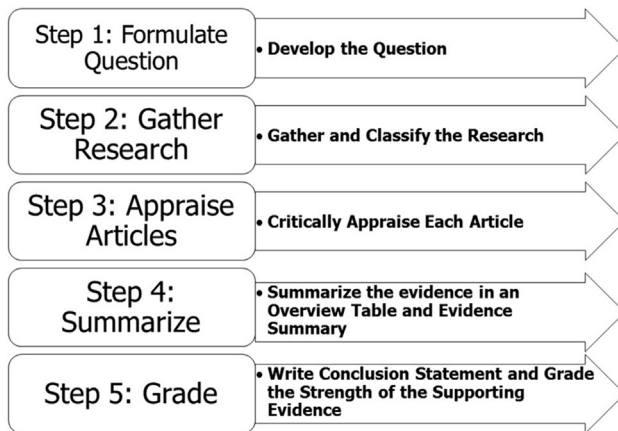 Step 1: Formulate
Question
• Develop the Question
Step 2: Gather
Research
• Gather and Classify the Research
Step 3: Appraise
Articles
• Critically Appraise Each Article
Step 4:
Summarize
• Summarize the evidence in an
Overview Table and Evidence
Summary
Step 5: Grade
• Write Conclusion Statement and Grade
the Strength of the Supporting
Evidence